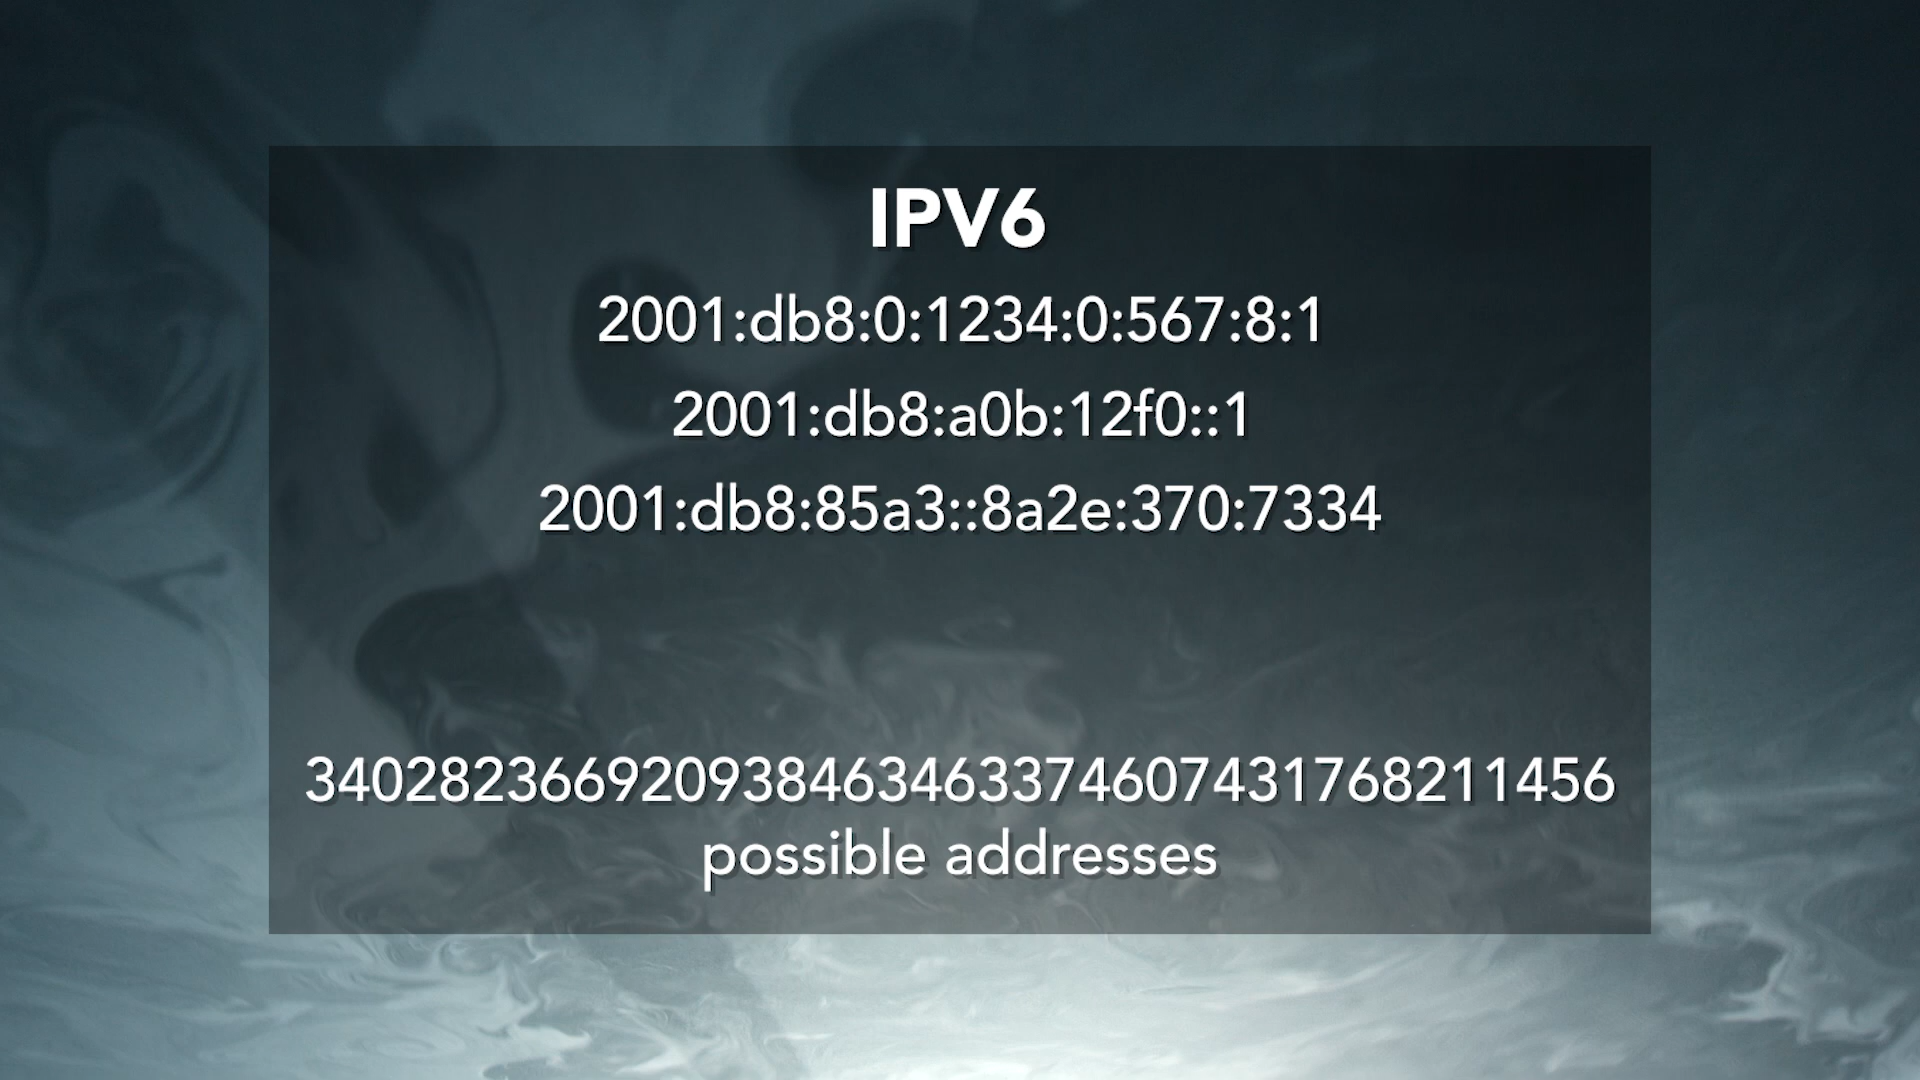 IPV6
2001:db8:0:1234:0:567:8:1
2001:db8:a0b:12f0::1
2001:db8:85a3::8a2e:370:7334
340282366920938463463374607431768211456
possible addresses